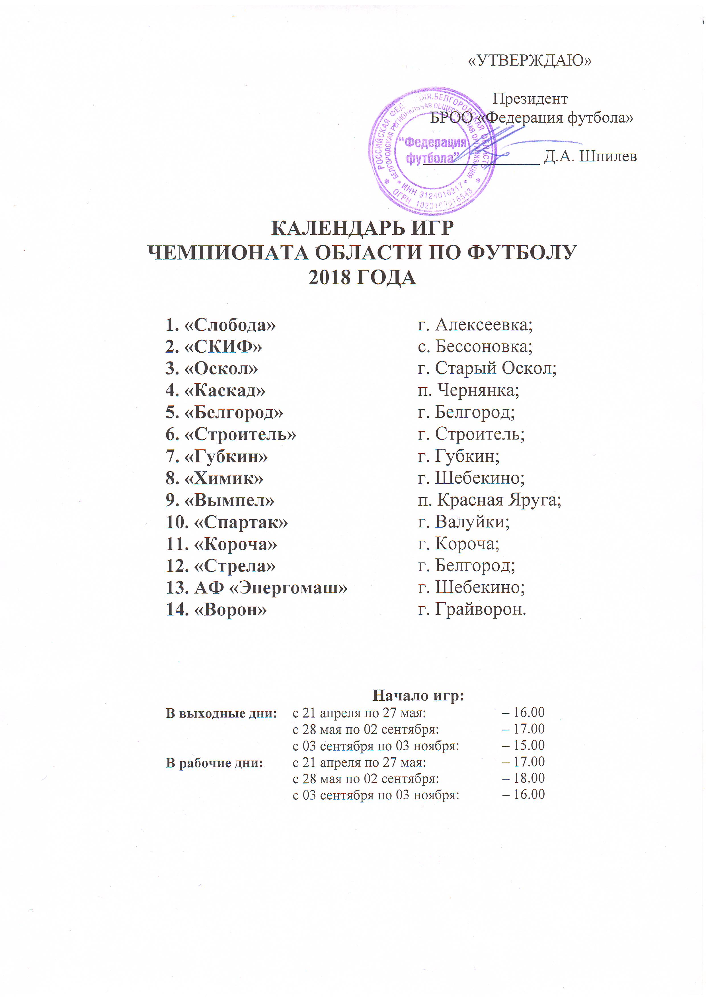 «УТВЕРЖДАЮ»
Президент
БРОО «Федерация футбола»
Д.А. Шпилев
РОССИЙСКАЯ БЕЛГОРОДСКАЯ ОБЛАСТЬ
БЕЛГОРОДСКАЯ РЕГИОНАЛЬНАЯ ОБЩЕСТВЕННАЯ ОРГАНИЗАЦИЯ
“Федерация
футбола”
* ИНН 3124016217 *
ОГРН
КАЛЕНДАРЬ ИГР
ЧЕМПИОНАТА ОБЛАСТИ ПО ФУТБОЛУ
2018 ГОДА
1. «Слобода» г. Алексеевка;
2. «СКИФ» с. Бессоновка;
3. «Оскол» г. Старый Оскол;
4. «Каскад» п. Чернянка;
5. «Белгород» г. Белгород;
6. «Строитель» г. Строитель;
7. «Губкин» г. Губкин;
8. «Химик» г. Шебекино;
9. «Вымпел» п. Красная Яруга;
10. «Спартак» г. Валуйки;
11. «Короча» г. Короча;
12. «Стрела» г. Белгород;
13. АФ «Энергомаш» г. Шебекино;
14. «Ворон» г. Грайворон.
Начало игр:
В выходные дни: с 21 апреля по 27 мая: – 16.00
с 28 мая по 02 сентября: – 17.00
с 03 сентября по 03 ноября: – 15.00
В рабочие дни: с 21 апреля по 27 мая: – 17.00
с 28 мая по 02 сентября: – 18.00
с 03 сентября по 03 ноября: – 16.00